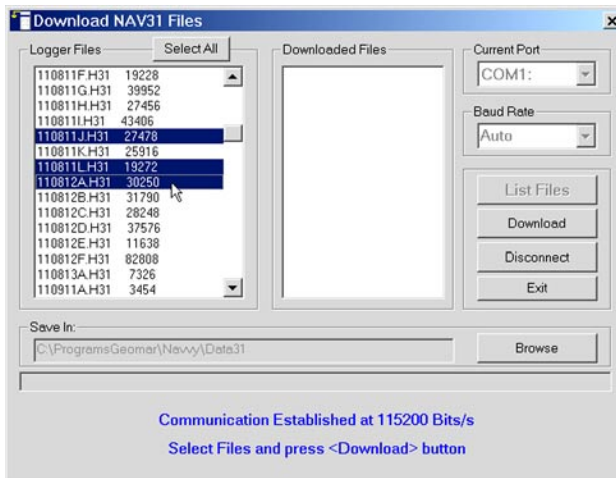 Download NAV31 Files
Logger Files
Select All
110811F.H31 19228
110811G.H31 39952
110811H.H31 27456
110811I.H31 43406
110811J.H31 27478
110811K.H31 25916
110811L.H31 19272
110812A.H31 30250
110812B.H31 31790
110812C.H31 28248
110812D.H31 37576
110812E.H31 11638
110812F.H31 82808
110813A.H31 7326
110911A.H31 3454
Downloaded Files
Current Port
COM1:
Baud Rate
Auto
List Files
Download
Disconnect
Exit
Save In:
C:\ProgramsGeomar\Navvy\Data31
Browse
Communication Established at 115200 Bits/s
Select Files and press <Download> button